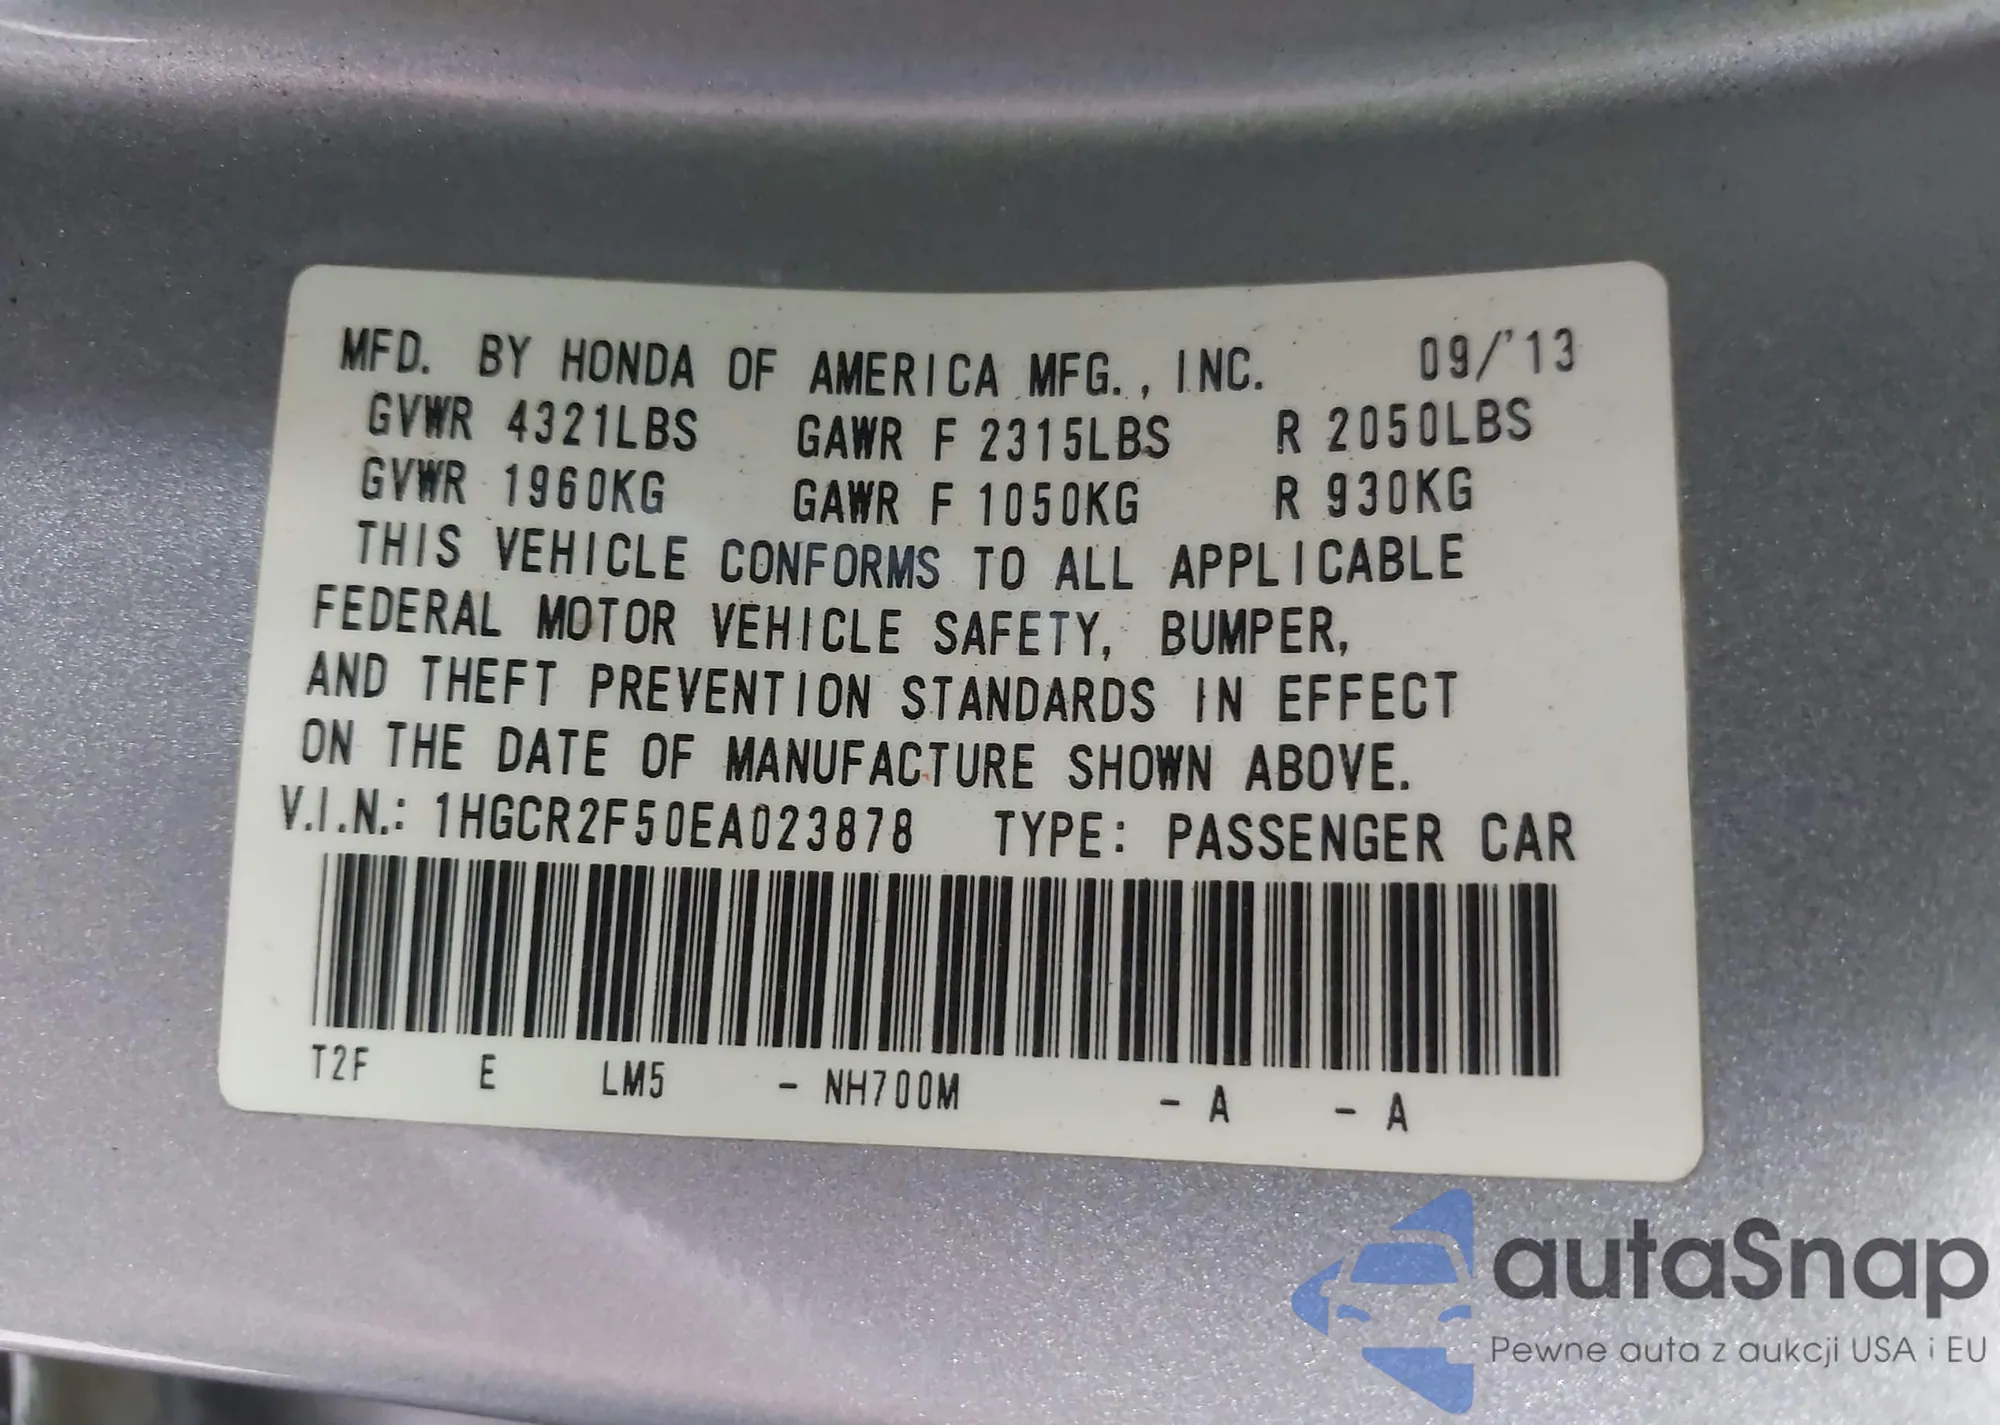 MFD. BY HONDA OF AMERICA MFG., INC. 09/'13
GVWR 4321LBS GAWR F 2315LBS R 2050LBS
GVWR 1960KG GAWR F 1050KG R 930KG
THIS VEHICLE CONFORMS TO ALL APPLICABLE
FEDERAL MOTOR VEHICLE SAFETY, BUMPER,
AND THEFT PREVENTION STANDARDS IN EFFECT
ON THE DATE OF MANUFACTURE SHOWN ABOVE.
V.I.N.: 1HGCR2F50EA023878 TYPE: PASSENGER CAR
T2F E LM5 - NH700M - A - A
autaSnap
Pewne auta z aukcji USA i EU